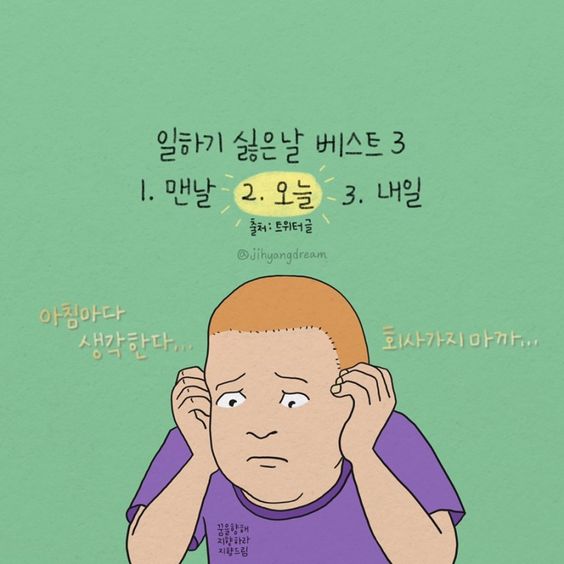 일하기 싫은날 베스트 3
1. 맨날 2. 오늘 3. 내일
출처 : 트위터 글
@jihyangdream
아침마다
생각한다...
회사가지 마까...
꿈을향해
지향하라
지향드림